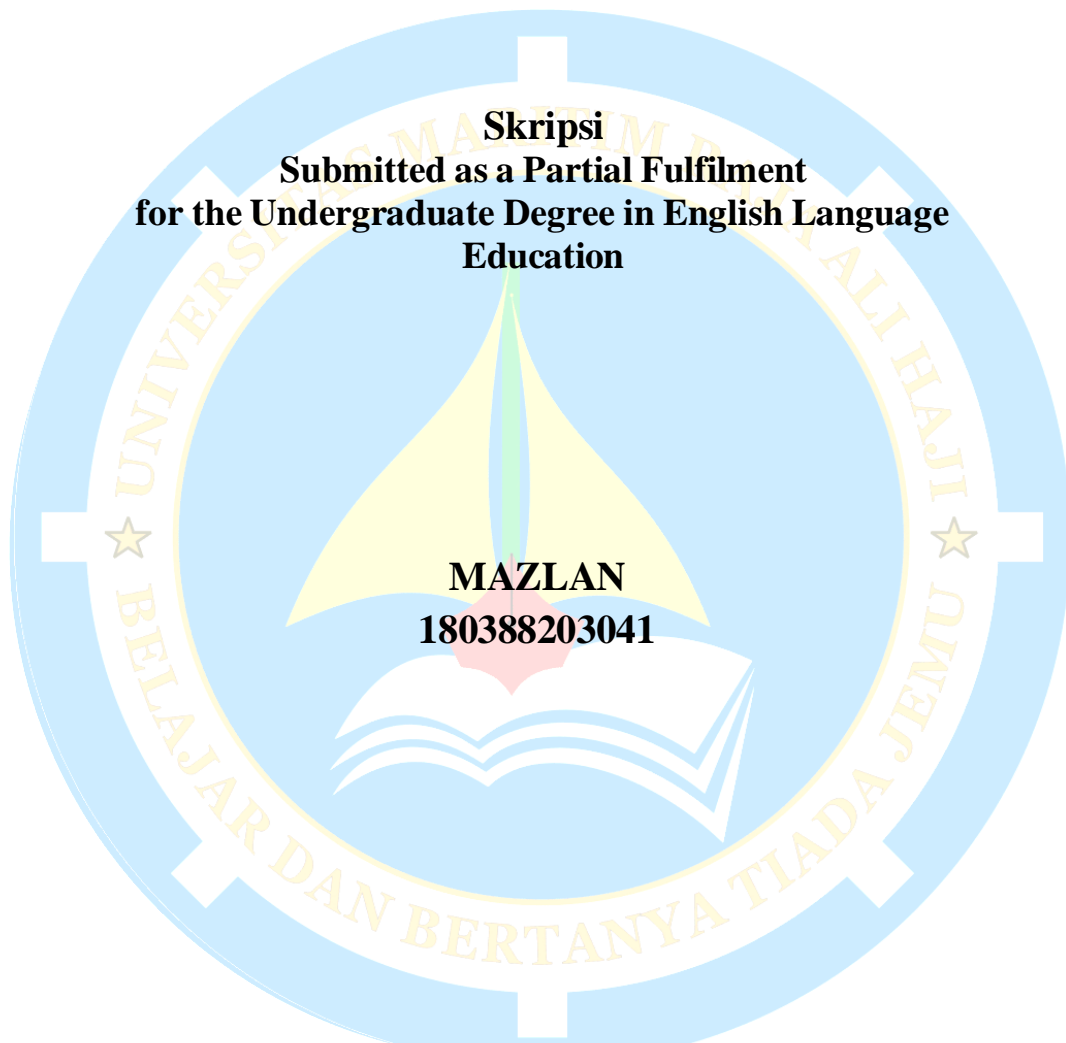 Skripsi
Submitted as a Partial Fulfilment
for the Undergraduate Degree in English Language
Education
MAZLAN
180388203041
UNIVERSITAS MARITIM RAJA ALI HAJI
BELAJAR DAN BERTANYA TIADA JEMU